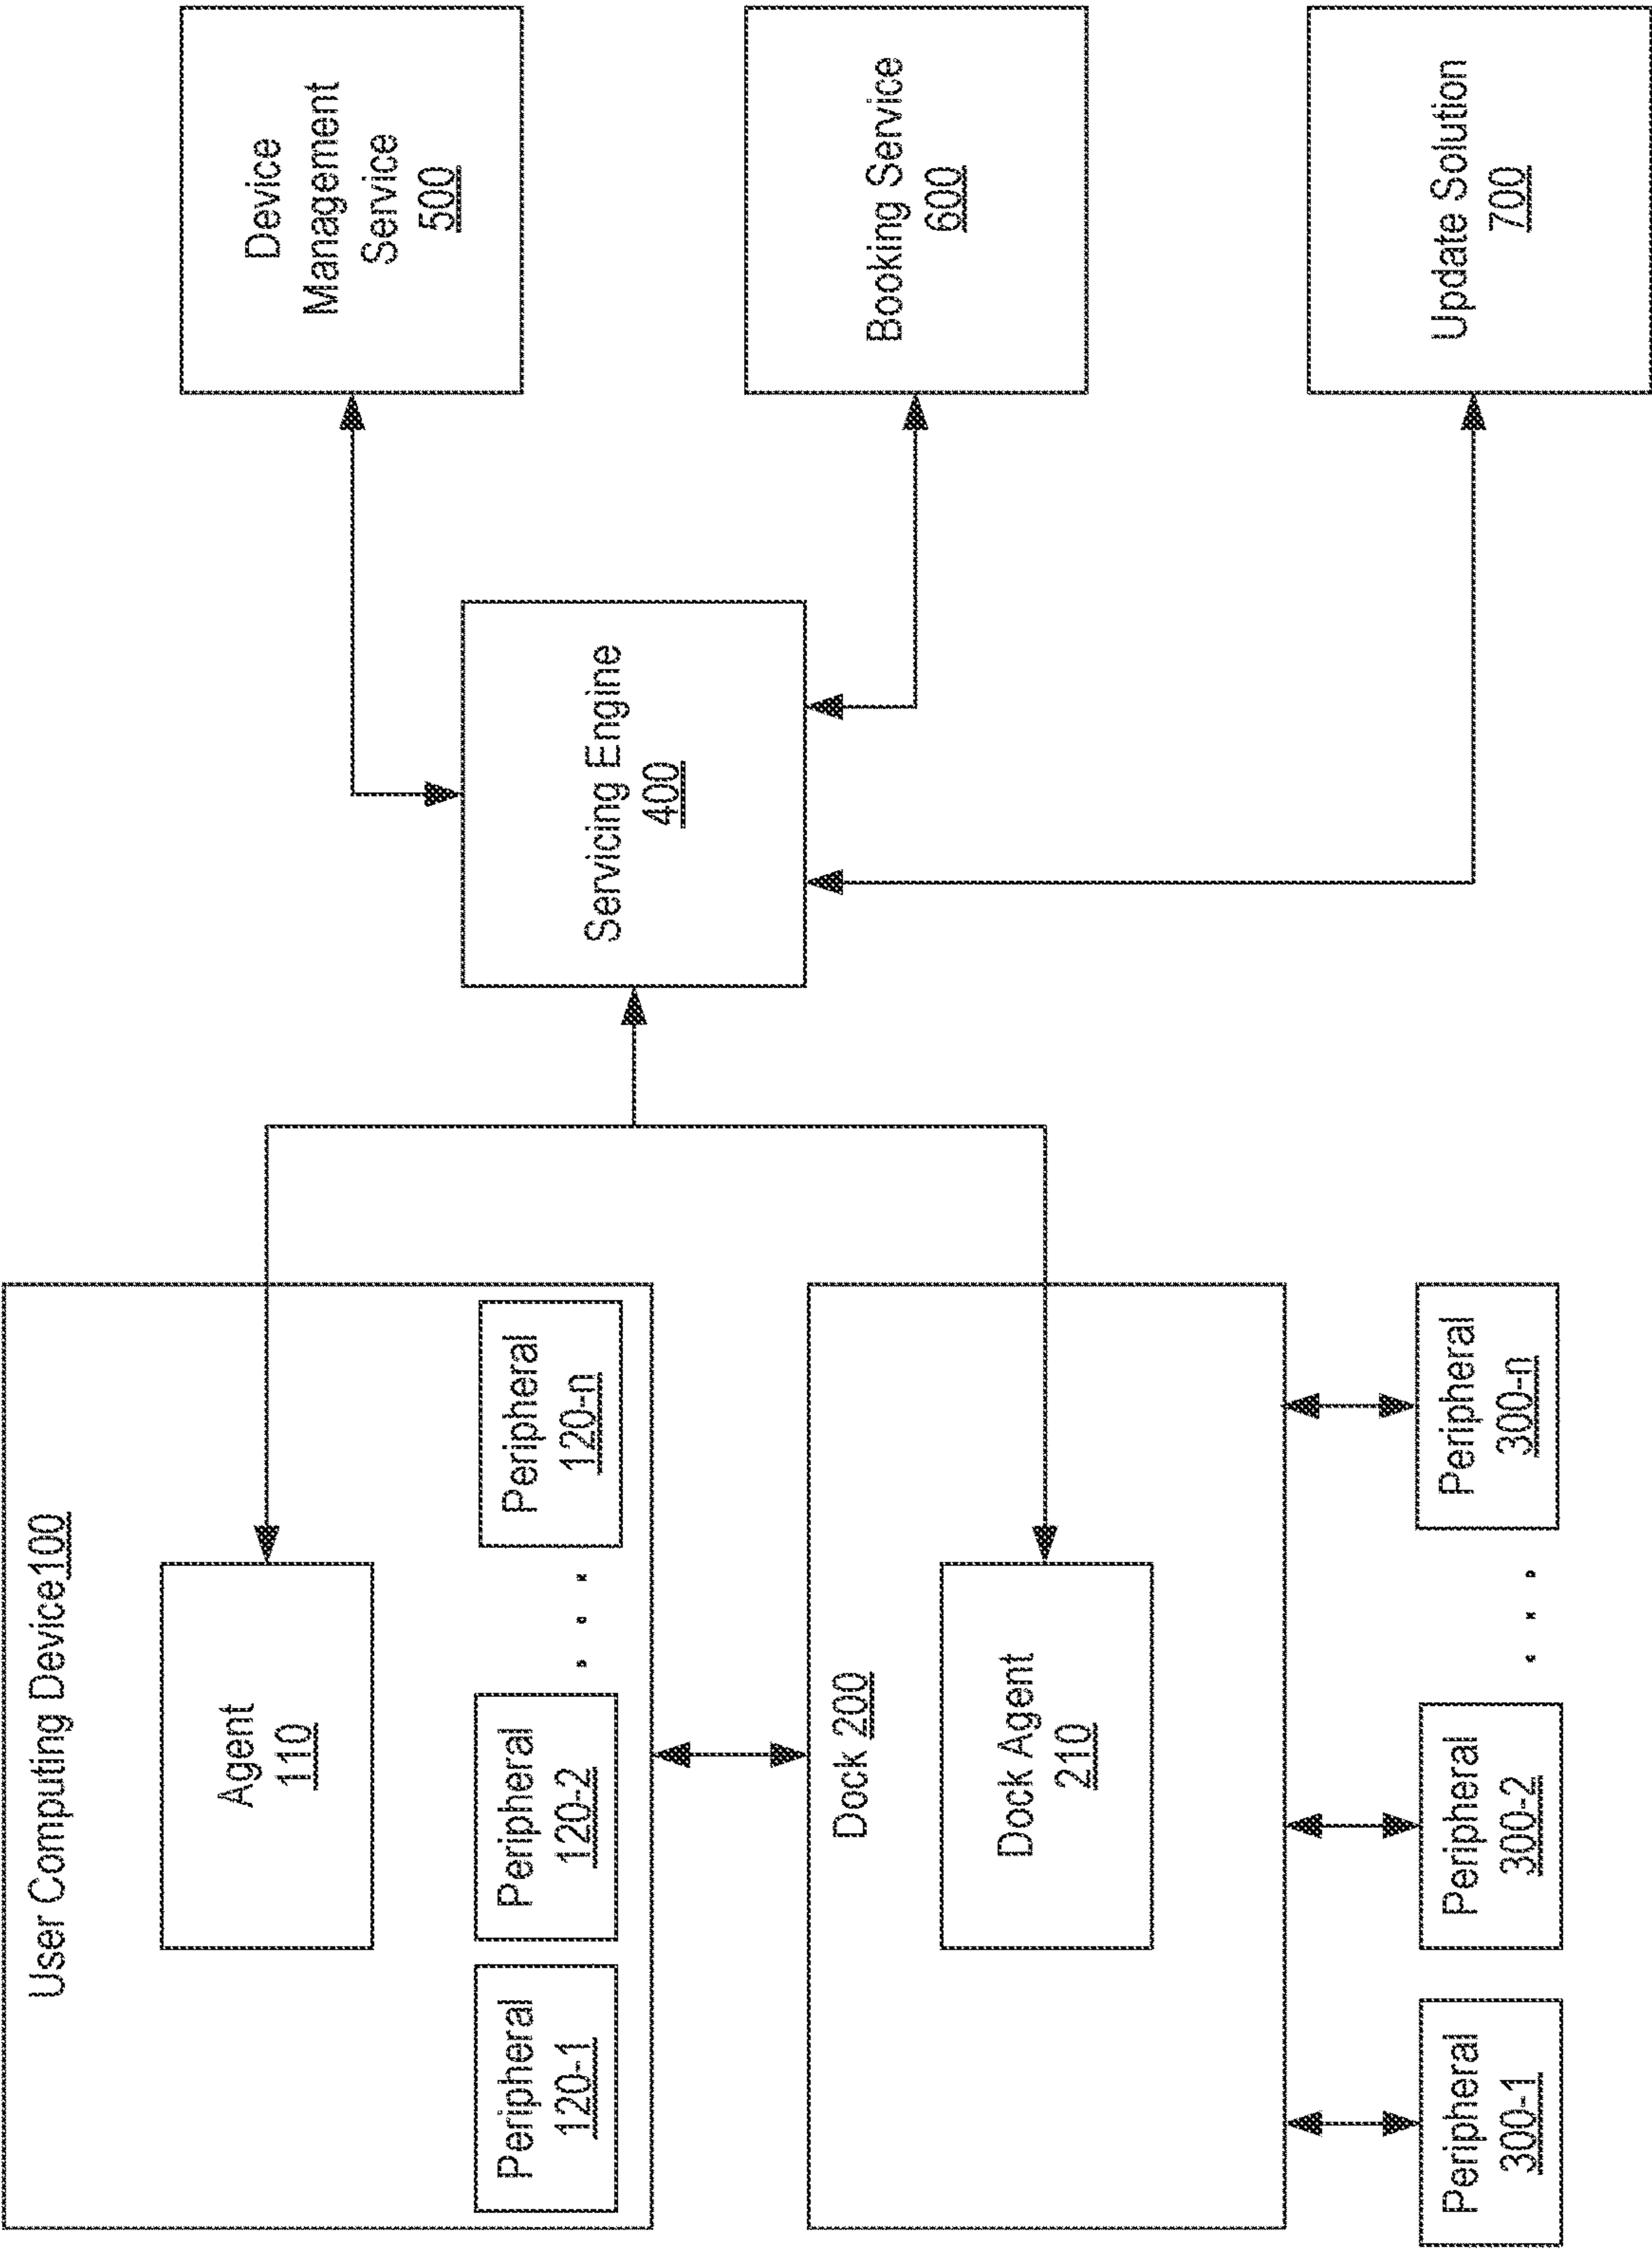 User Computing Device100
Agent
110
Peripheral
120-1
Peripheral
120-2
. . .
Peripheral
120-n
Dock 200
Dock Agent
210
Peripheral
300-1
Peripheral
300-2
. . .
Peripheral
300-n
Servicing Engine
400
Device
Management
Service
500
Booking Service
600
Update Solution
700